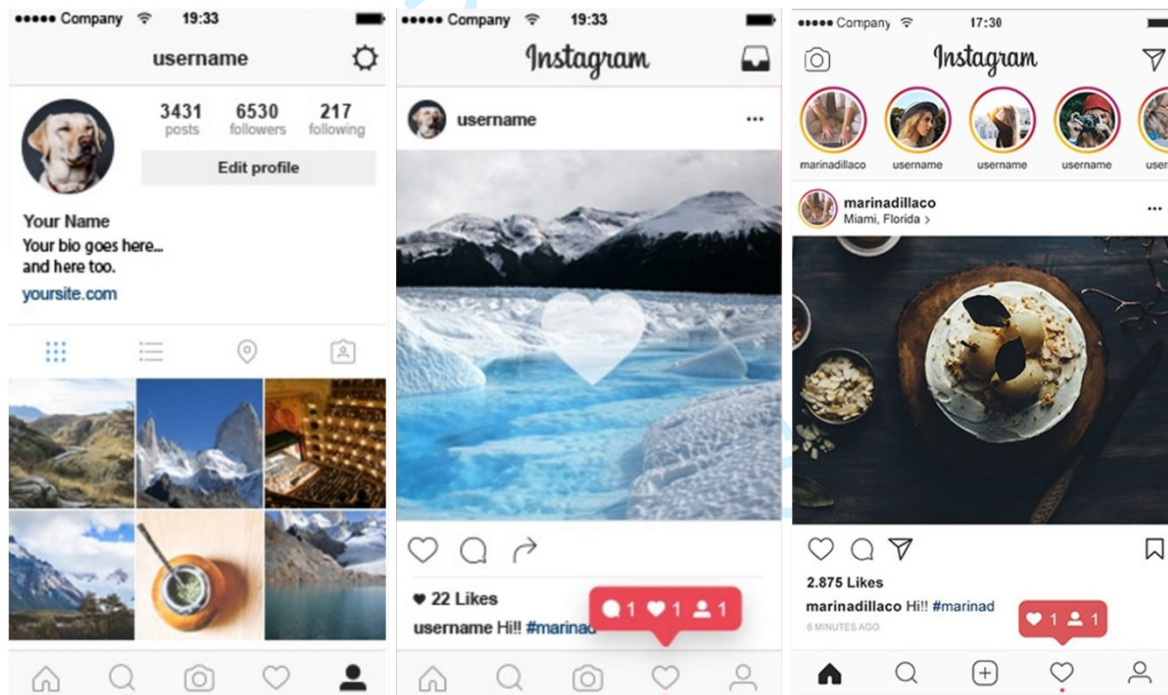 Company 19:33
username
3431 6530 217
posts followers following
Edit profile
Your Name
Your bio goes here...
and here too.
yoursite.com
Company 19:33
Instagram
username
22 Likes
username Hi!! #marinad
1 1 1
Company 17:30
Instagram
marinadillaco username username username
marinadillaco
Miami, Florida >
2.875 Likes
marinadillaco Hi!! #marinad
6 MINUTES AGO
1 1